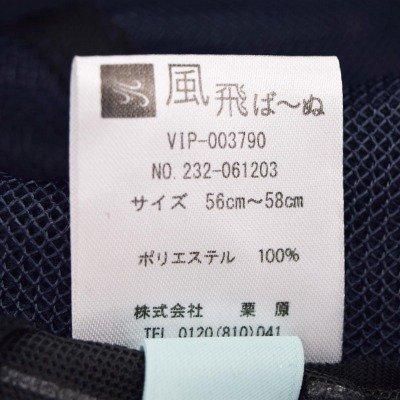 風飛ば〜ぬ
VIP-003790
NO. 232-061203
サイズ 56cm〜58cm
ポリエステル 100%
株式会社 栗原
TEL 0120(810)041